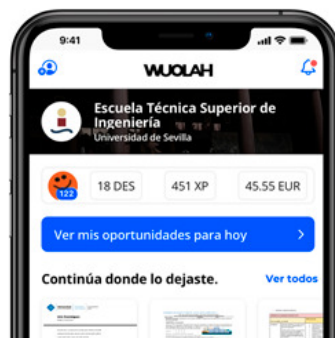 9:41
WUOLAH
Escuela Técnica Superior de
Ingeniería
Universidad de Sevilla
122
18 DES
451 XP
45.55 EUR
Ver mis oportunidades para hoy
Continúa donde lo dejaste.
Ver todos